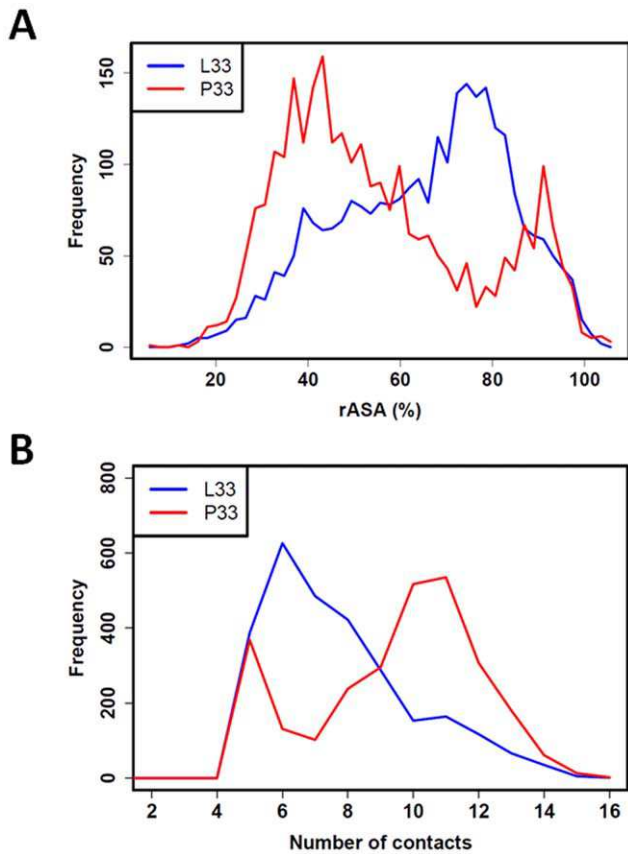 A
L33
P33
150
100
50
0
Frequency
20 40 60 80 100
rASA (%)
B
L33
P33
800
600
400
200
0
Frequency
2 4 6 8 10 12 14 16
Number of contacts